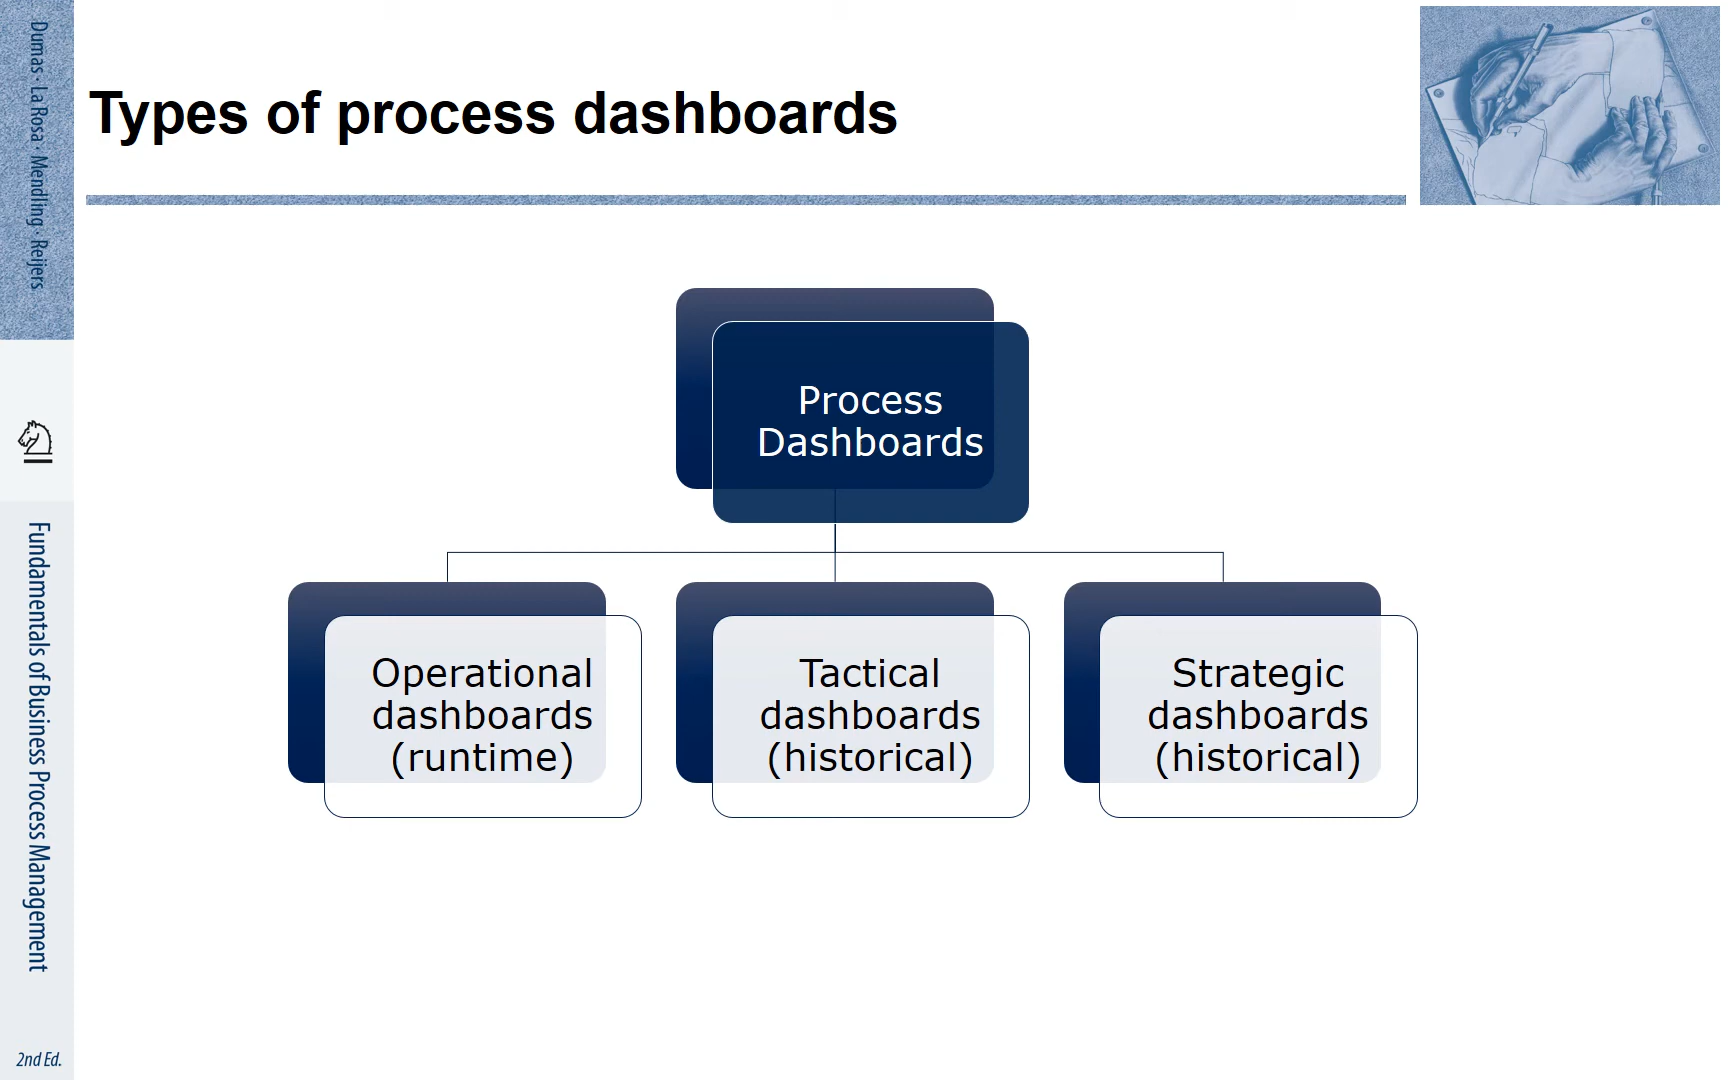 Dumas · La Rosa · Mendling · Reijers
Fundamentals of Business Process Management
2nd Ed.
Types of process dashboards
Process
Dashboards
Operational
dashboards
(runtime)
Tactical
dashboards
(historical)
Strategic
dashboards
(historical)